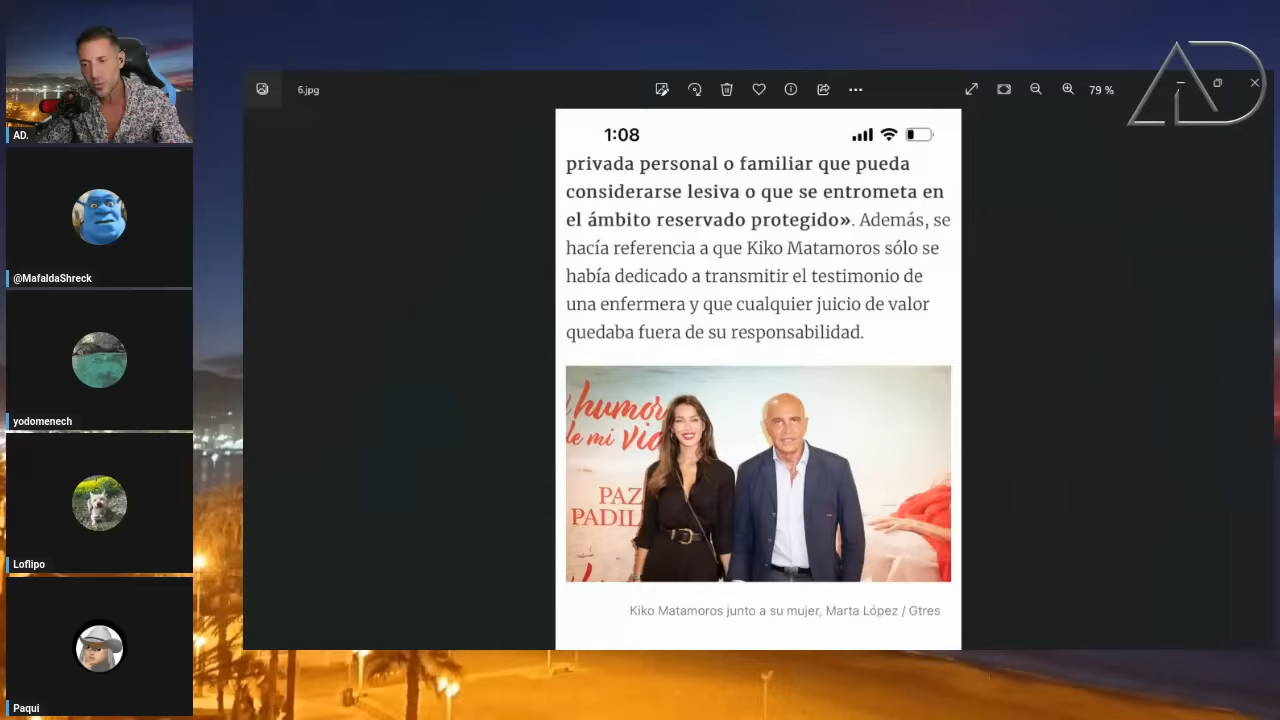 AD.
@MafaldaShreck
yodomenech
Loflipo
Paqui
6.jpg
79 %
AD
1:08
privada personal o familiar que pueda
considerarse lesiva o que se entrometa en
el ámbito reservado protegido». Además, se
hacía referencia a que Kiko Matamoros sólo se
había dedicado a transmitir el testimonio de
una enfermera y que cualquier juicio de valor
quedaba fuera de su responsabilidad.
humor
de mi vida
PAZ
PADIL
Kiko Matamoros junto a su mujer, Marta López / Gtres